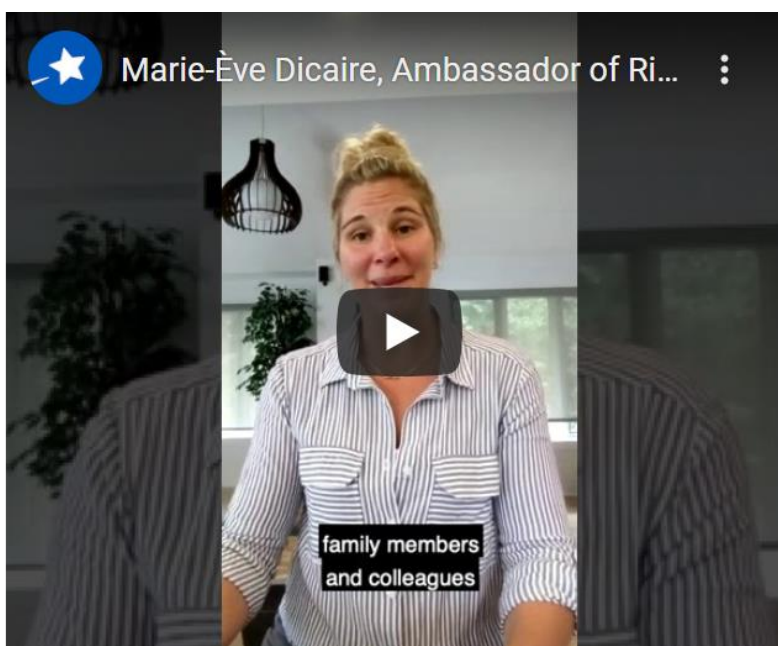 Marie-Ève Dicaire, Ambassador of Ri...
family members
and colleagues